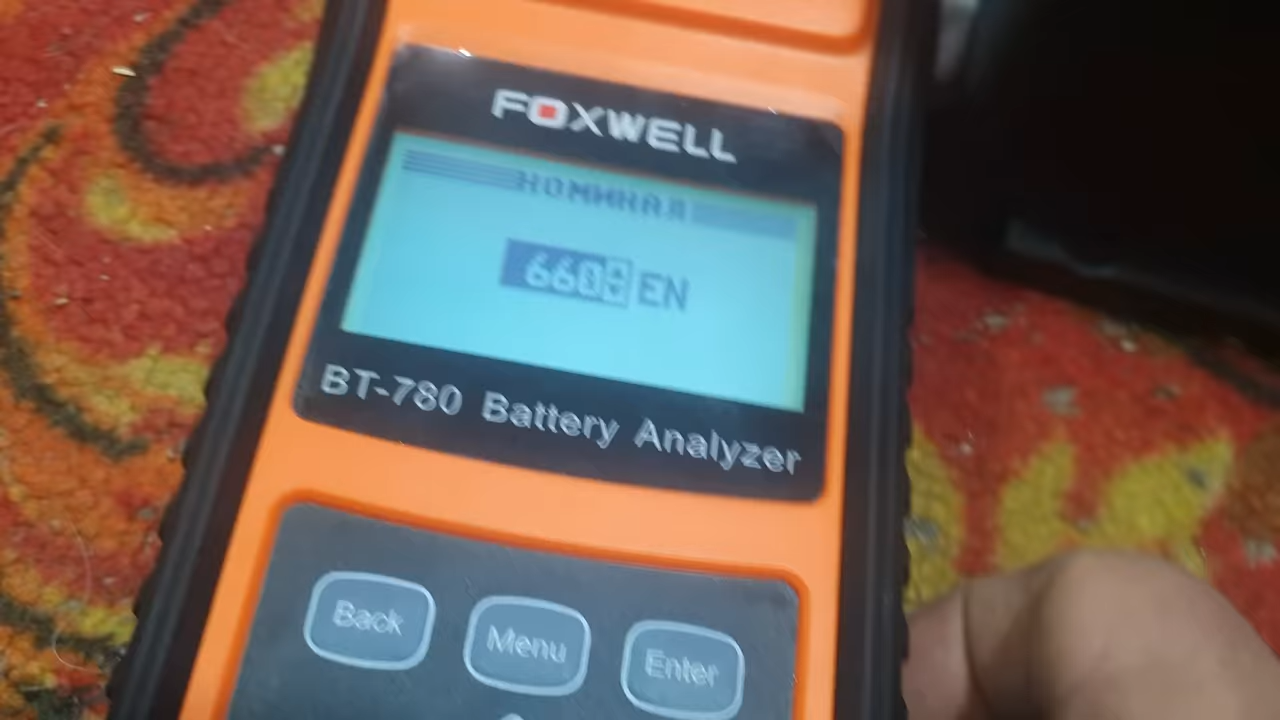 FOXWELL
НОМИНАЛ
660 EN
BT-780 Battery Analyzer
Back Menu Enter